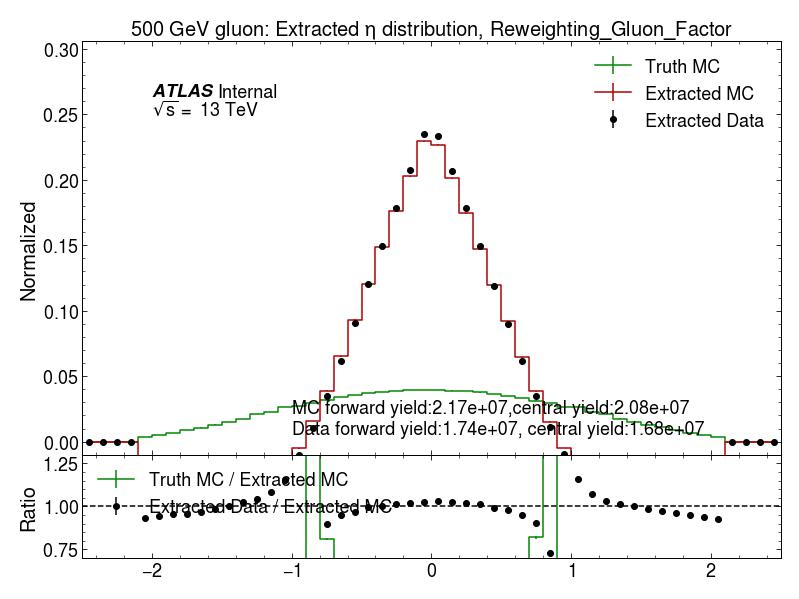 500 GeV gluon: Extracted η distribution, Reweighting_Gluon_Factor
0.30
ATLAS Internal
√s = 13 TeV
Truth MC
Extracted MC
Extracted Data
0.25
0.20
Normalized
0.15
0.10
0.05
MC forward yield:2.17e+07,central yield:2.08e+07
Data forward yield:1.74e+07, central yield:1.68e+07
0.00
1.25
Truth MC / Extracted MC
Ratio
1.00
Extracted Data / Extracted MC
0.75
−2 −1 0 1 2